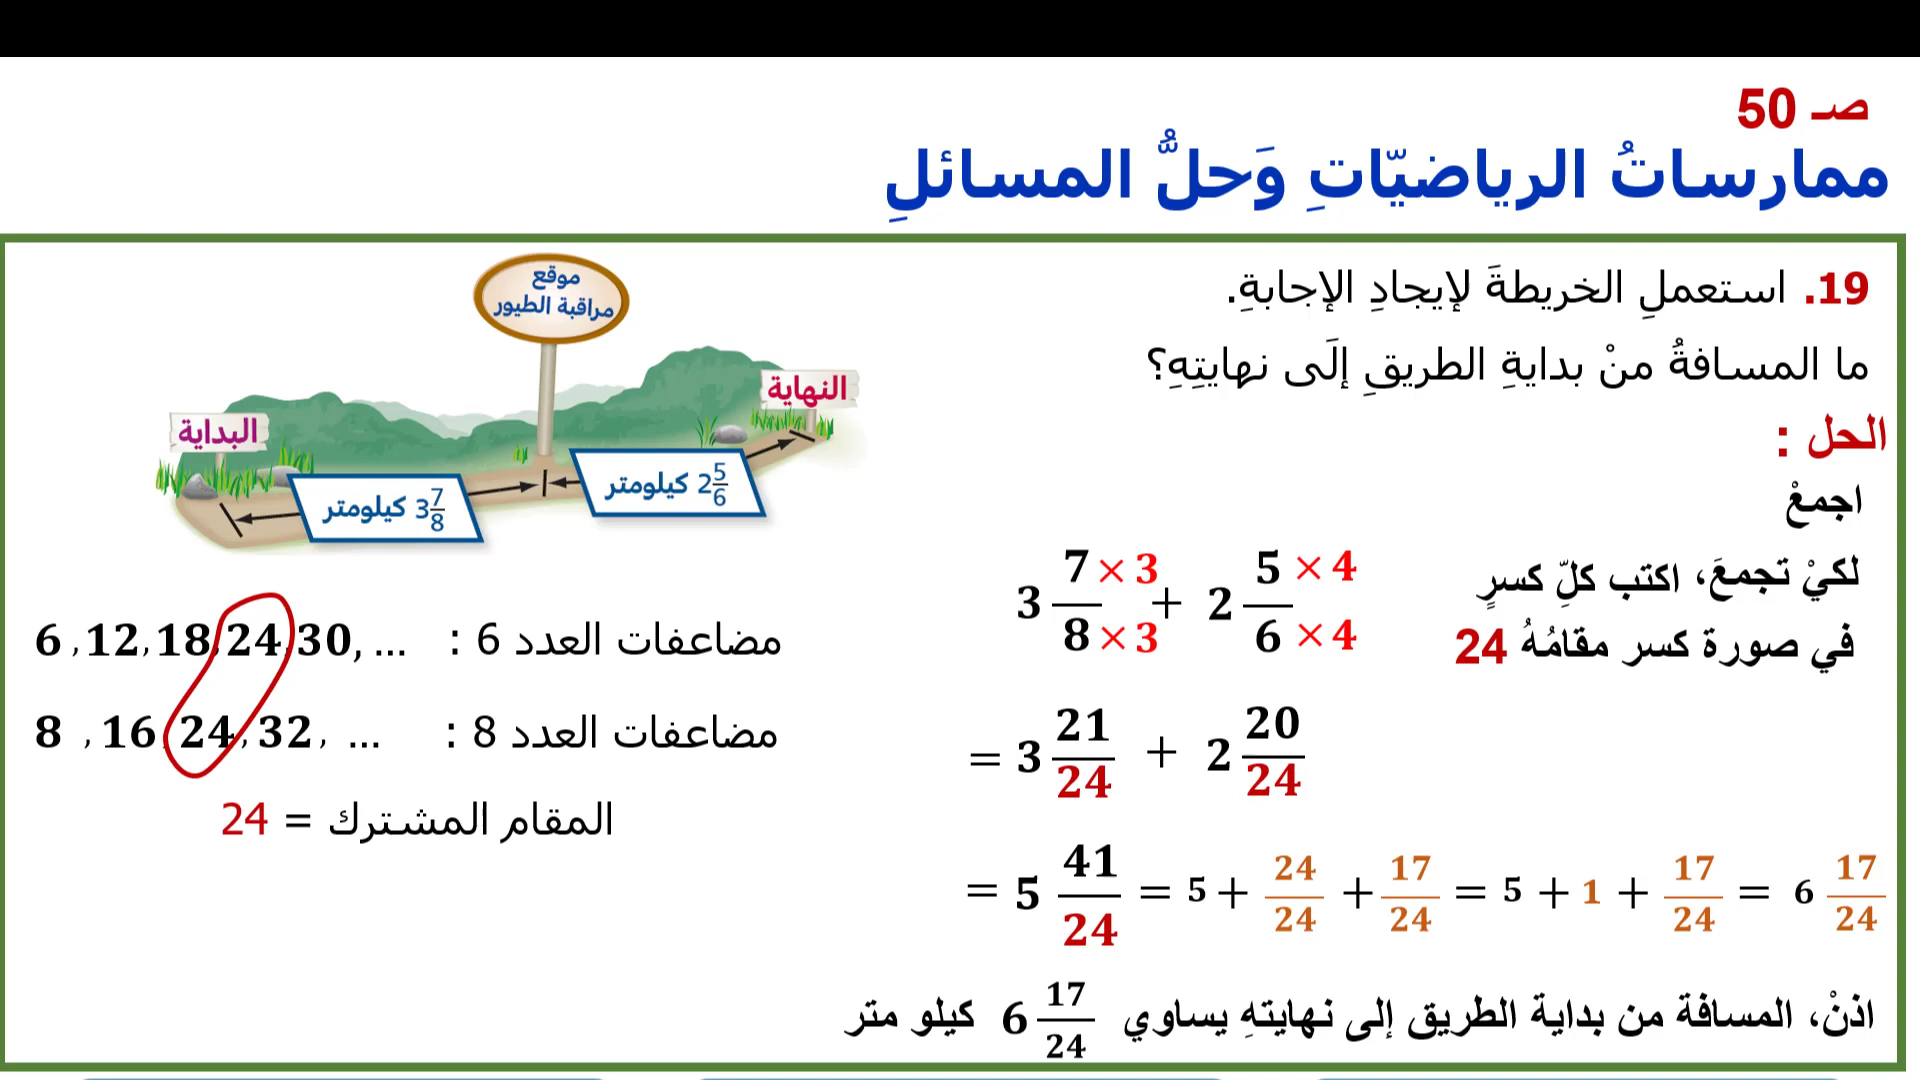 صـ 50
ممارساتُ الرياضيّاتِ وَحلُّ المسائلِ
19. استعملِ الخريطةَ لإيجادِ الإجابةِ.
ما المسافةُ منْ بدايةِ الطريقِ إلَى نهايتِهِ؟
موقع
مراقبة الطيور
النهاية
البداية
2 5/6 كيلومتر
3 7/8 كيلومتر
الحل :
اجمعْ
لكيْ تجمعَ، اكتب كلِّ كسرٍ
في صورة كسر مقامُهُ 24
3 7×3/8×3 + 2 5×4/6×4
= 3 21/24 + 2 20/24
= 5 41/24 = 5+ 24/24 + 17/24 = 5 + 1 + 17/24 = 6 17/24
مضاعفات العدد 6 : 6 ,12, 18, 24, 30, ...
مضاعفات العدد 8 : 8 , 16, 24, 32, ...
المقام المشترك = 24
اذنْ، المسافة من بداية الطريق إلى نهايتهِ يساوي 6 17/24 كيلو متر